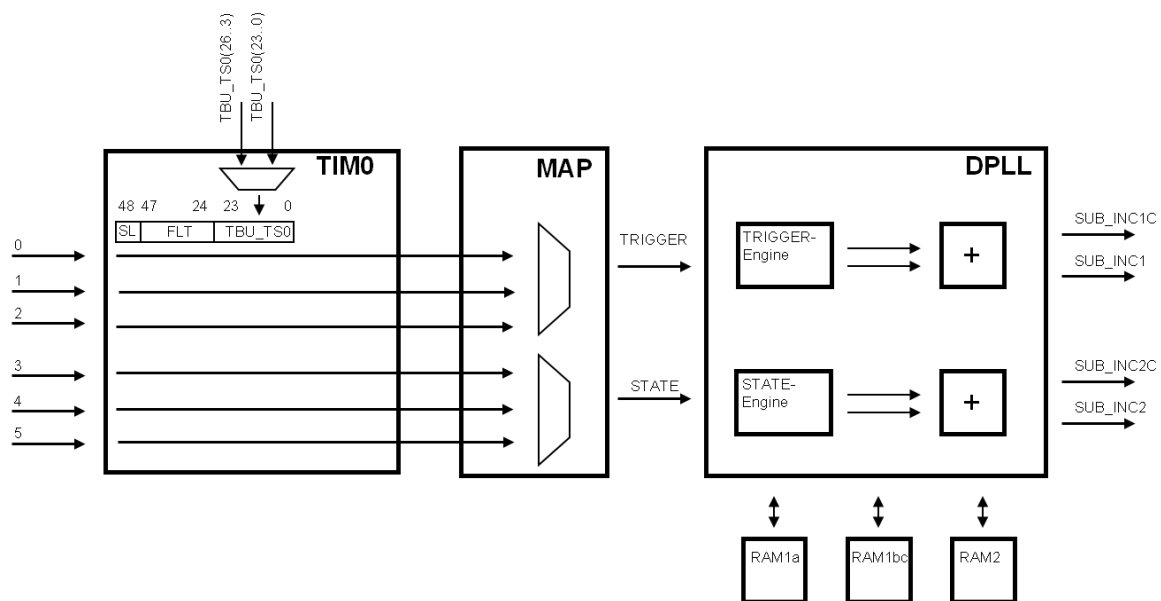 TBU_TS0(26..3)
TBU_TS0(23..0)
TIM0
MAP
DPLL
48 47 24 23 0
SL FLT TBU_TS0
0
1
2
3
4
5
TRIGGER
STATE
TRIGGER-
Engine
+
STATE-
Engine
+
SUB_INC1C
SUB_INC1
SUB_INC2C
SUB_INC2
RAM1a
RAM1bc
RAM2